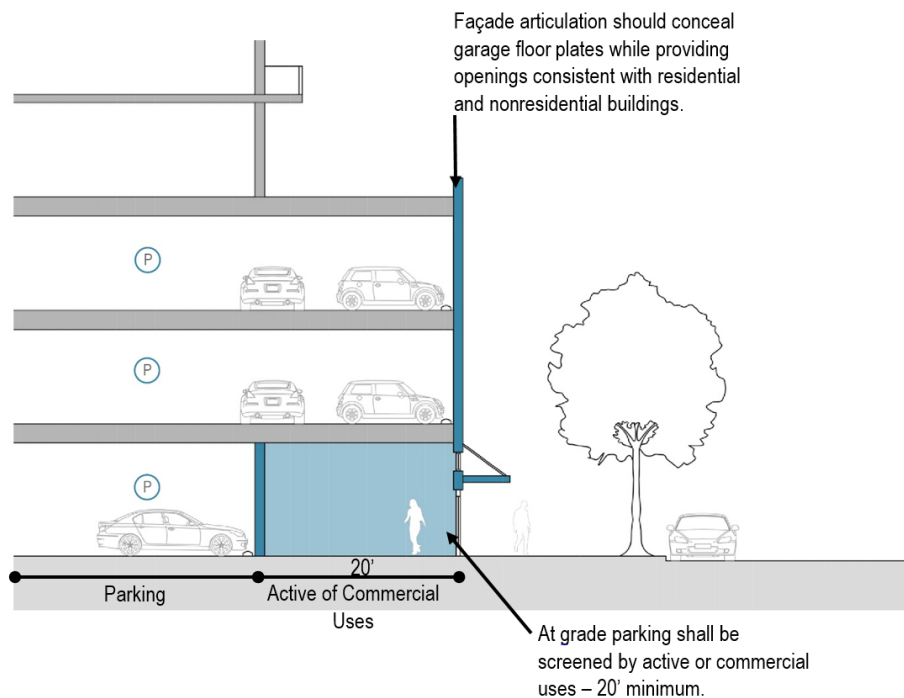 Façade articulation should conceal
garage floor plates while providing
openings consistent with residential
and nonresidential buildings.
P
P
P
20’
Parking
Active of Commercial
Uses
At grade parking shall be
screened by active or commercial
uses – 20’ minimum.